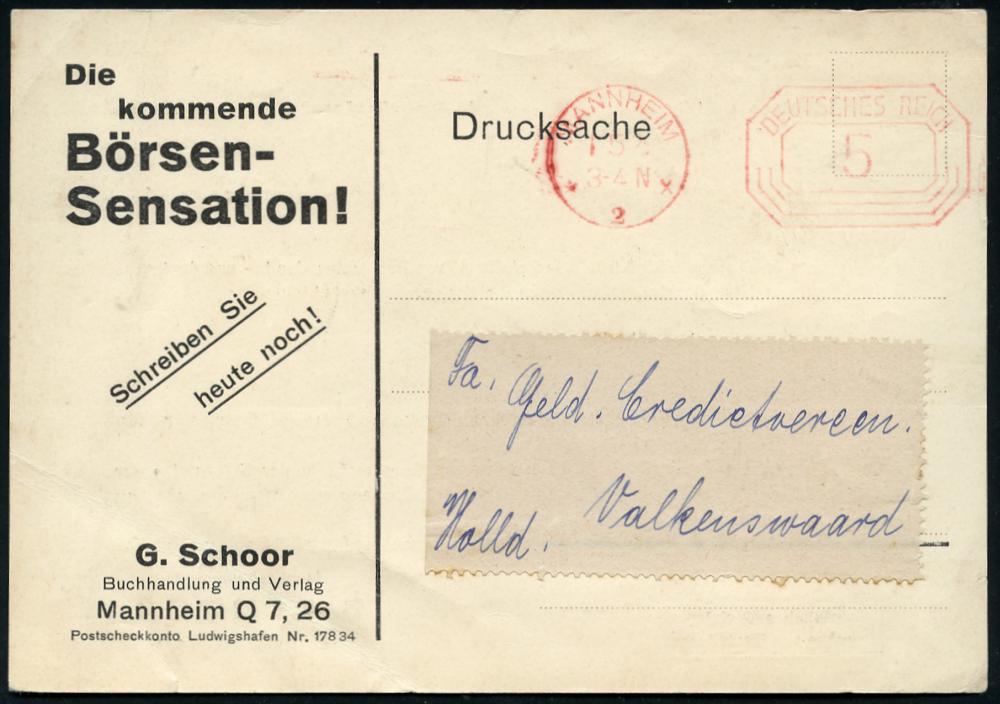 Die
kommende
Börsen-
Sensation!
Schreiben Sie
heute noch!
G. Schoor
Buchhandlung und Verlag
Mannheim Q 7, 26
Postscheckkonto Ludwigshafen Nr. 17834
Drucksache
MANNHEIM
3-4 N
2
DEUTSCHES REICH
5
Fa. Geld. Credietvereen.
Holld. Valkenswaard